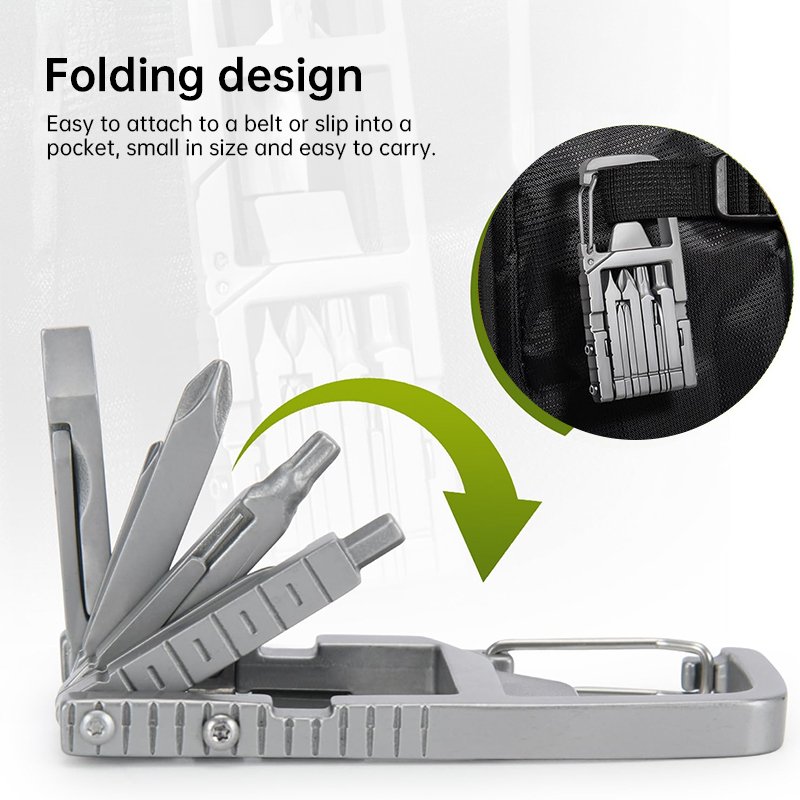 Folding design
Easy to attach to a belt or slip into a
pocket, small in size and easy to carry.